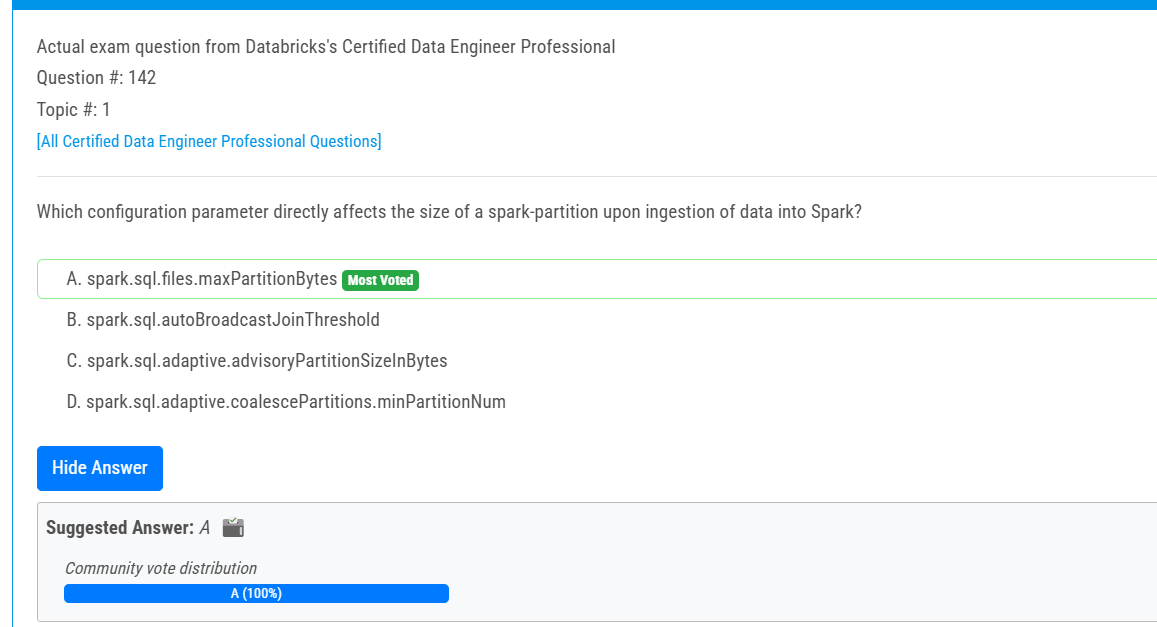 Actual exam question from Databricks's Certified Data Engineer Professional
Question #: 142
Topic #: 1
[All Certified Data Engineer Professional Questions]
Which configuration parameter directly affects the size of a spark-partition upon ingestion of data into Spark?
A. spark.sql.files.maxPartitionBytes Most Voted
B. spark.sql.autoBroadcastJoinThreshold
C. spark.sql.adaptive.advisoryPartitionSizeInBytes
D. spark.sql.adaptive.coalescePartitions.minPartitionNum
Hide Answer
Suggested Answer: A
Community vote distribution
A (100%)